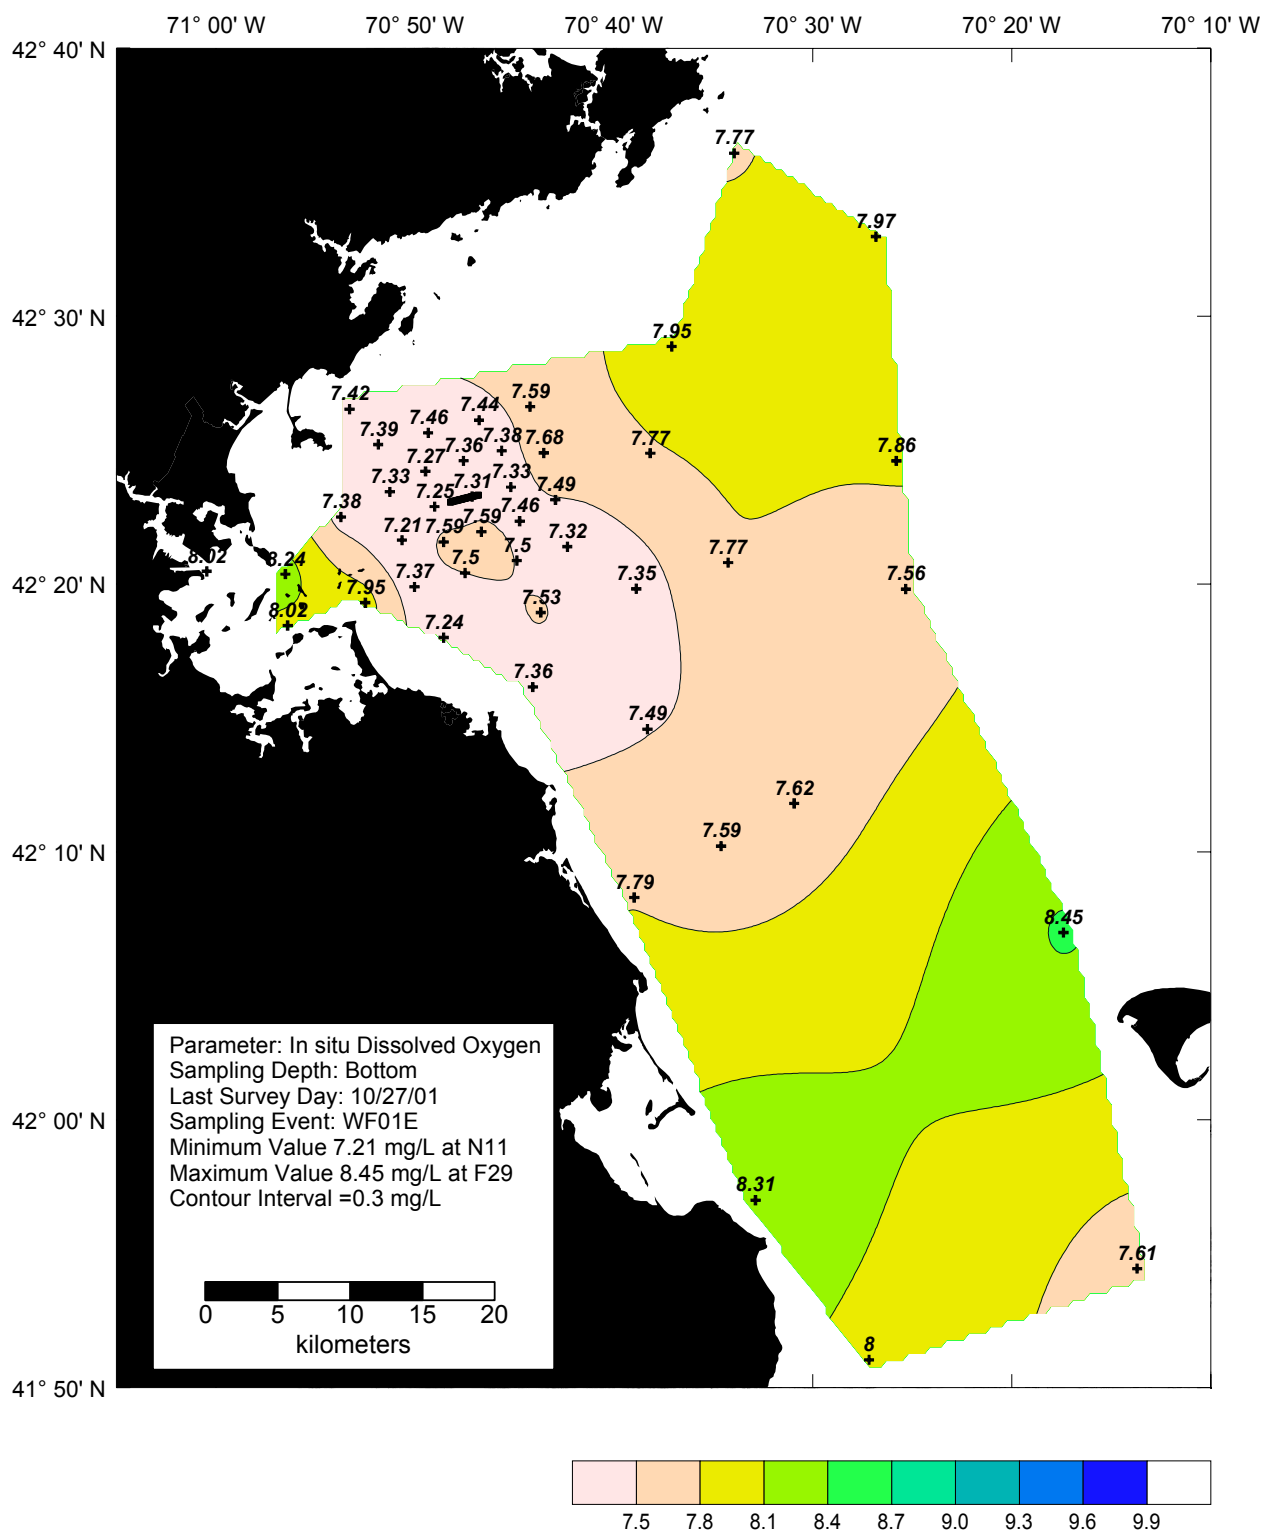 71° 00' W 70° 50' W 70° 40' W 70° 30' W 70° 20' W 70° 10' W
42° 40' N
7.77
7.97
42° 30' N
7.95
7.42
7.59
7.44
7.46
7.39
7.38
7.68
7.77
7.36
7.86
7.27
7.33
7.33
7.31
7.49
7.25
7.38
7.46
7.59
7.21
7.59
7.32
7.5
7.5
7.77
8.02
8.24
42° 20' N
7.37
7.35
7.56
7.95
7.53
8.02
7.24
7.36
7.49
7.62
7.59
42° 10' N
7.79
8.45
Parameter: In situ Dissolved Oxygen
Sampling Depth: Bottom
Last Survey Day: 10/27/01
Sampling Event: WF01E
Minimum Value 7.21 mg/L at N11
Maximum Value 8.45 mg/L at F29
Contour Interval =0.3 mg/L
42° 00' N
8.31
7.61
0 5 10 15 20
kilometers
8
41° 50' N
7.5 7.8 8.1 8.4 8.7 9.0 9.3 9.6 9.9